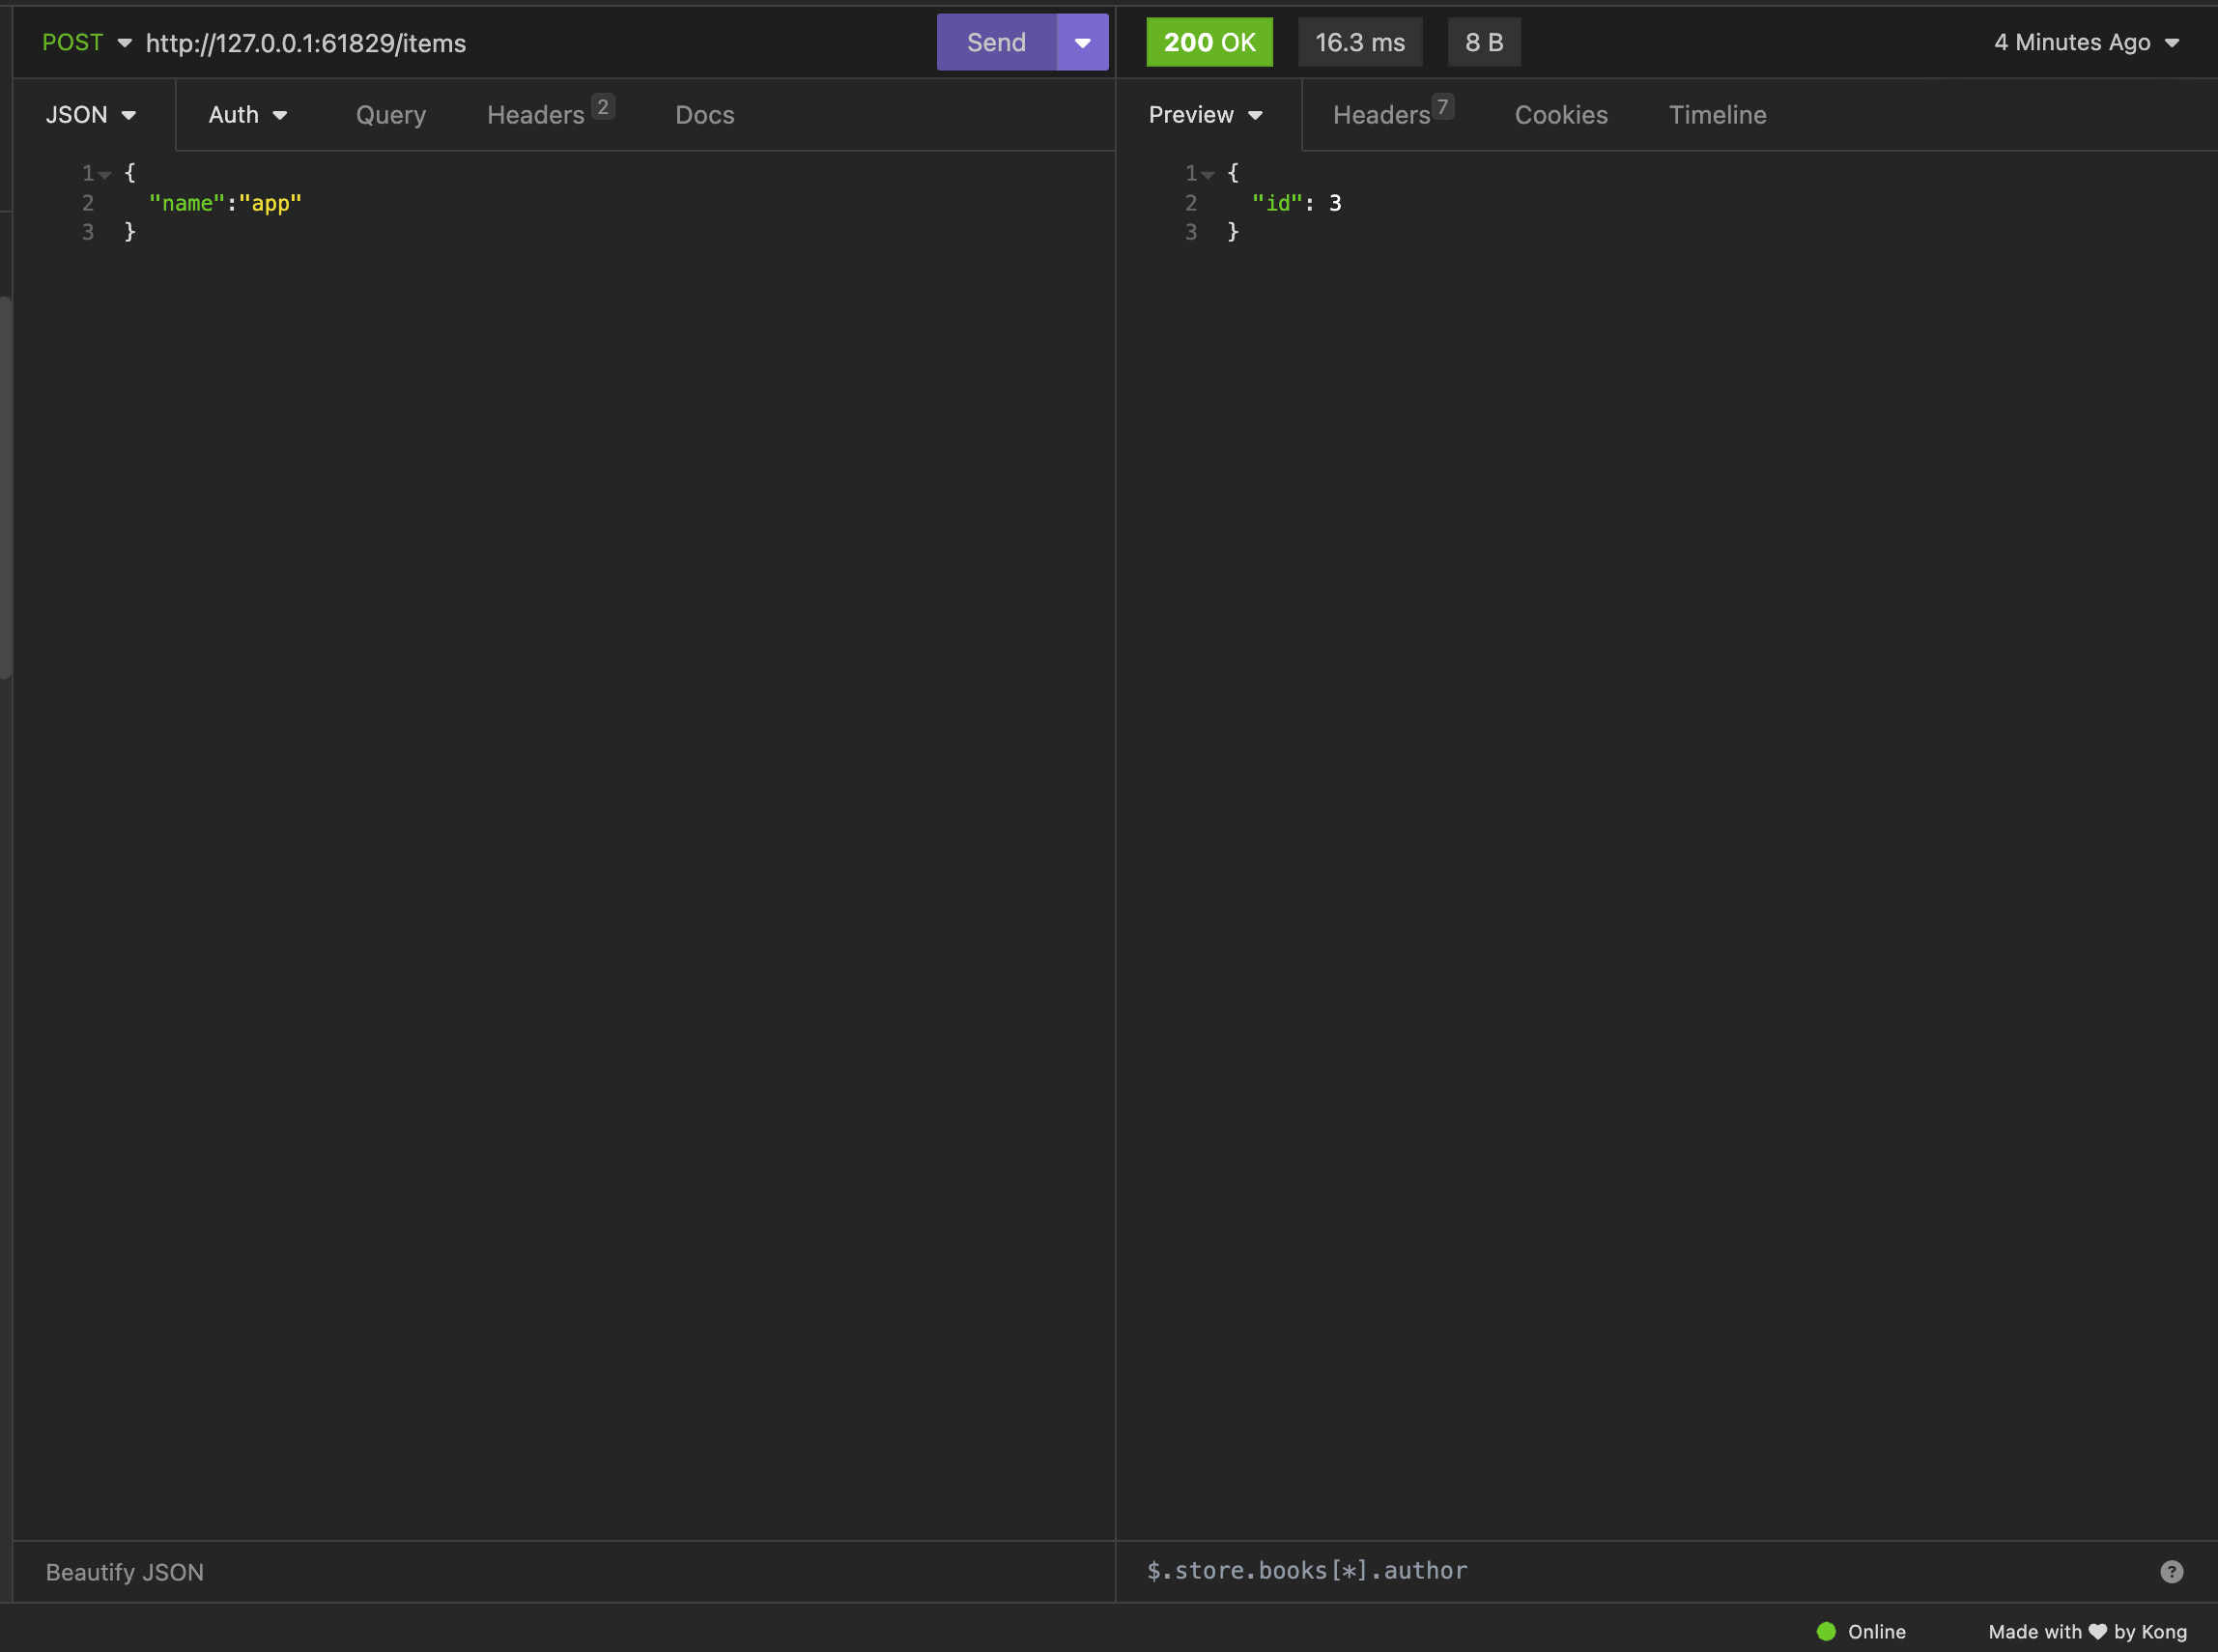 POST http://127.0.0.1:61829/items Send
JSON Auth Query Headers 2 Docs
1 {
2 "name":"app"
3 }
Beautify JSON
200 OK 16.3 ms 8 B 4 Minutes Ago
Preview Headers 7 Cookies Timeline
1 {
2 "id": 3
3 }
$.store.books[*].author ?
Online Made with ♥ by Kong